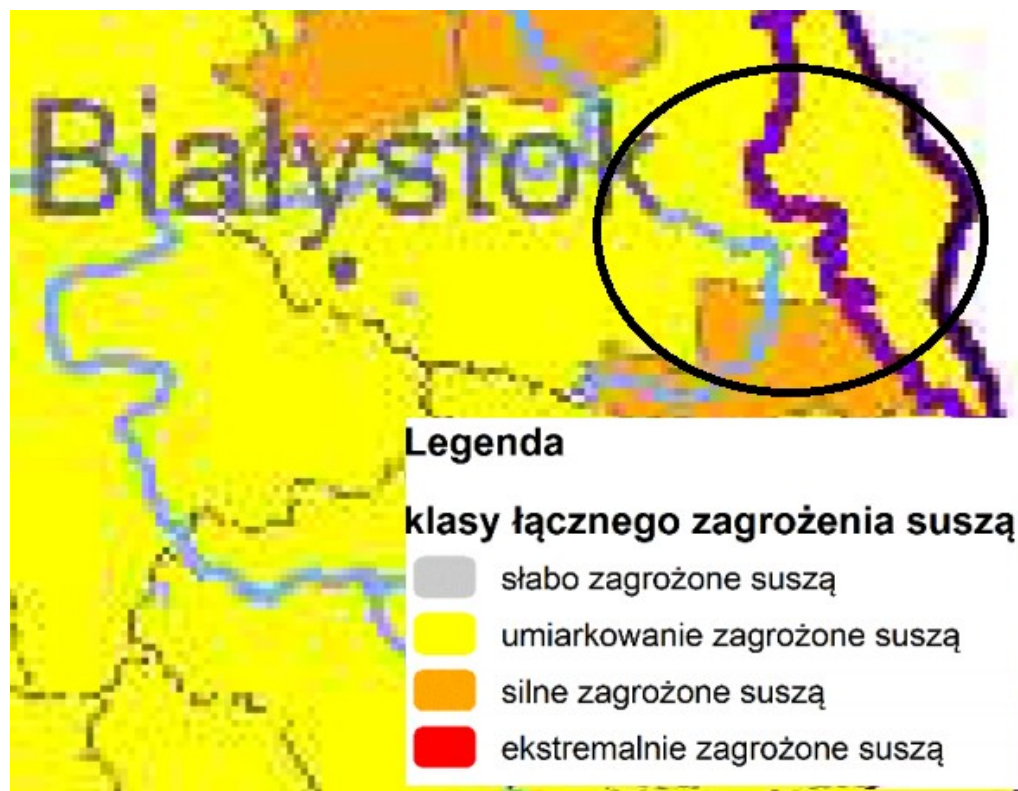 Białystok
Legenda
klasy łącznego zagrożenia suszą
słabo zagrożone suszą
umiarkowanie zagrożone suszą
silne zagrożone suszą
ekstremalnie zagrożone suszą